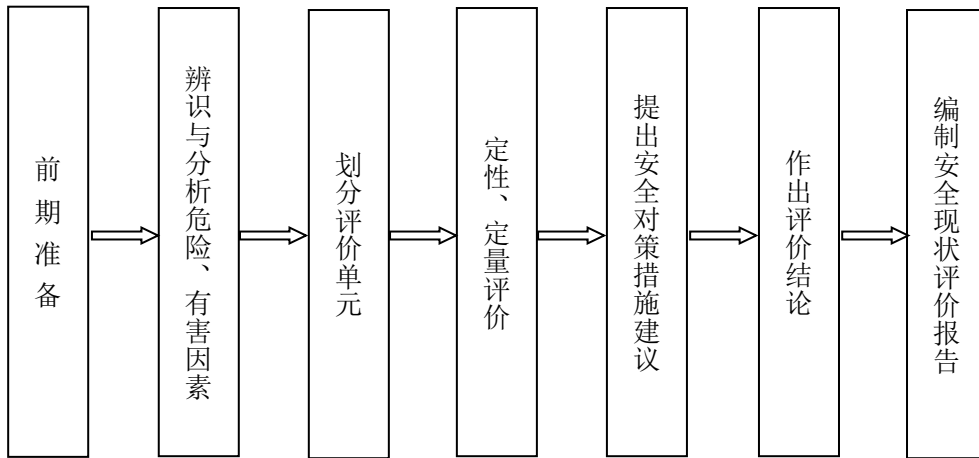 前期准备
辨识与分析危险、有害因素
划分评价单元
定性、定量评价
提出安全对策措施建议
作出评价结论
编制安全现状评价报告